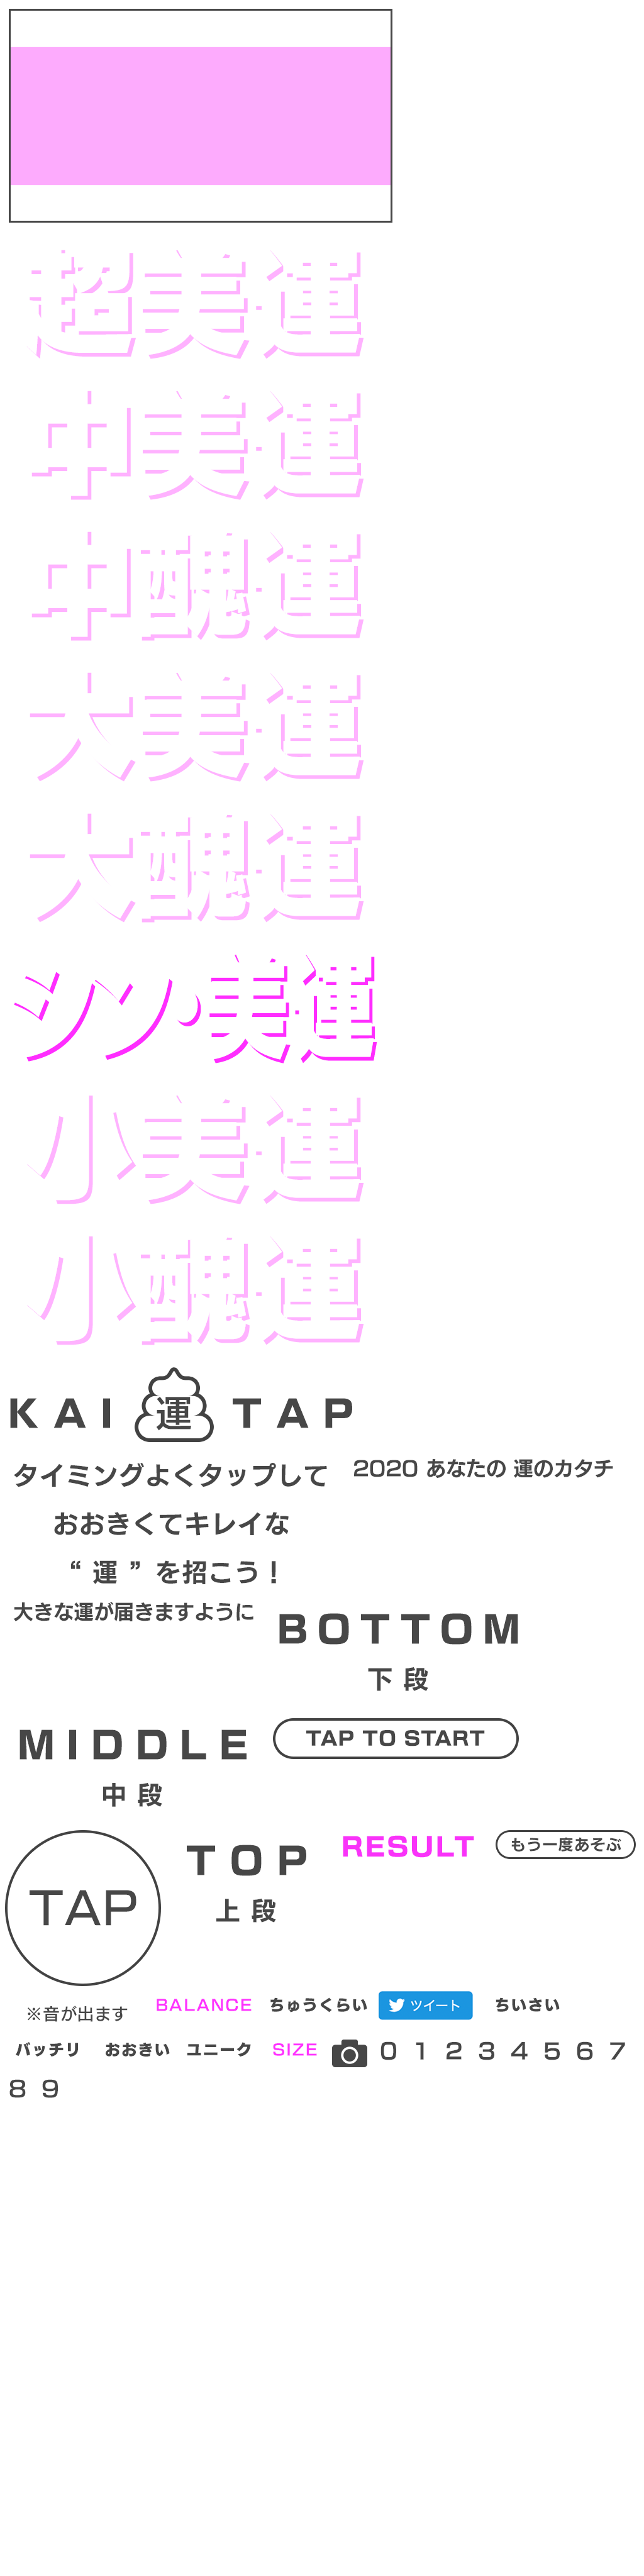 超美運
中美運
中醜運
大美運
大醜運
シン・美運
小美運
小醜運
KAI 運 TAP
タイミングよくタップして
おおきくてキレイな
“ 運 ” を招こう！
2020 あなたの 運のカタチ
大きな運が届きますように
BOTTOM
下段
MIDDLE
中段
TAP TO START
TAP
TOP
上段
RESULT
もう一度あそぶ
※音が出ます
BALANCE
ちゅうくらい
ツイート
ちいさい
バッチリ
おおきい
ユニーク
SIZE
0 1 2 3 4 5 6 7
8 9